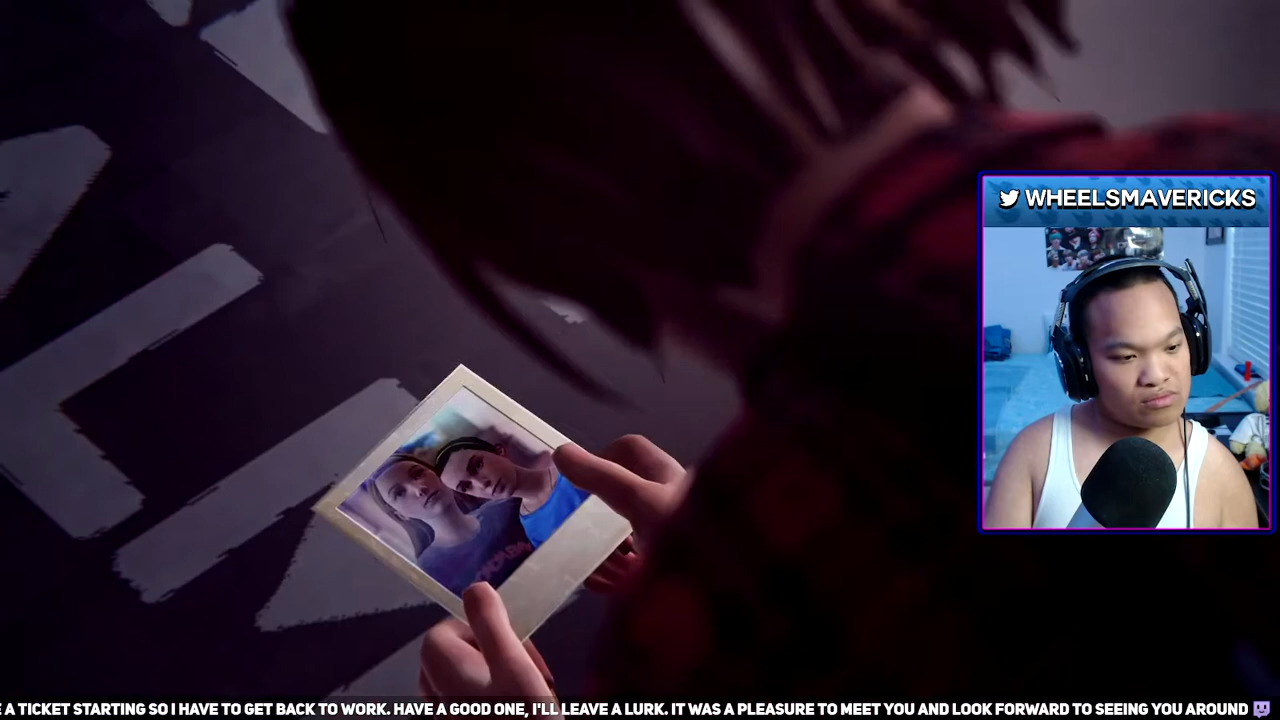 WHEELSMAVERICKS
E A TICKET STARTING SO I HAVE TO GET BACK TO WORK. HAVE A GOOD ONE, I'LL LEAVE A LURK. IT WAS A PLEASURE TO MEET YOU AND LOOK FORWARD TO SEEING YOU AROUND